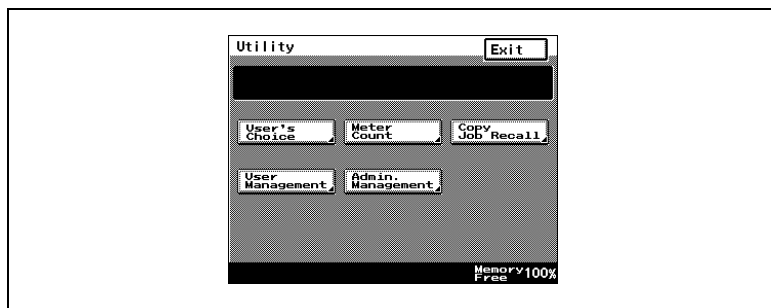 Utility
Exit
User's
Choice
Meter
Count
Copy
Job Recall
User
Management
Admin.
Management
Memory
Free
100%